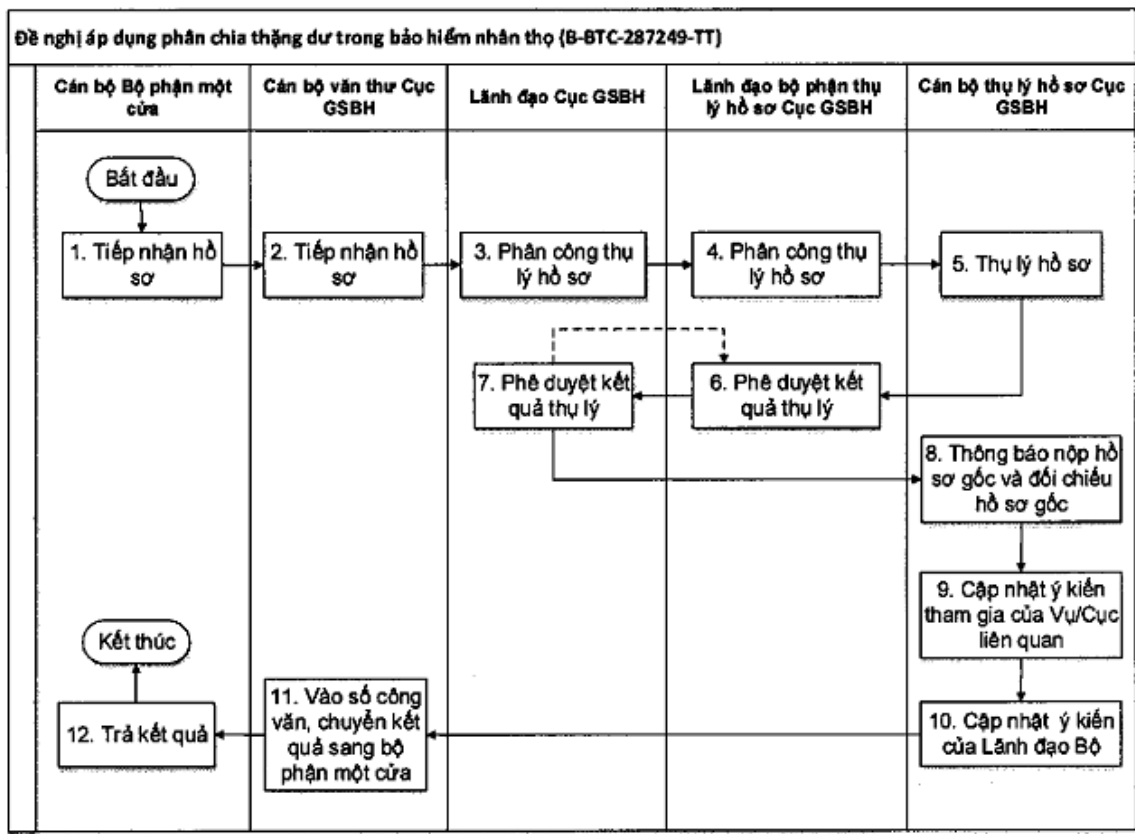 Đề nghị áp dụng phân chia thặng dư trong bảo hiểm nhân thọ (B-BTC-287249-TT)
Cán bộ Bộ phận một
cửa
Cán bộ văn thư Cục
GSBH
Lãnh đạo Cục GSBH
Lãnh đạo bộ phận thụ
lý hồ sơ Cục GSBH
Cán bộ thụ lý hồ sơ Cục
GSBH
Bắt đầu
1. Tiếp nhận hồ
sơ
2. Tiếp nhận hồ
sơ
3. Phân công thụ
lý hồ sơ
4. Phân công thụ
lý hồ sơ
5. Thụ lý hồ sơ
7. Phê duyệt kết
quả thụ lý
6. Phê duyệt kết
quả thụ lý
8. Thông báo nộp hồ
sơ gốc và đối chiếu
hồ sơ gốc
9. Cập nhật ý kiến
tham gia của Vụ/Cục
liên quan
Kết thúc
12. Trả kết quả
11. Vào số công
văn, chuyển kết
quả sang bộ
phận một cửa
10. Cập nhật ý kiến
của Lãnh đạo Bộ